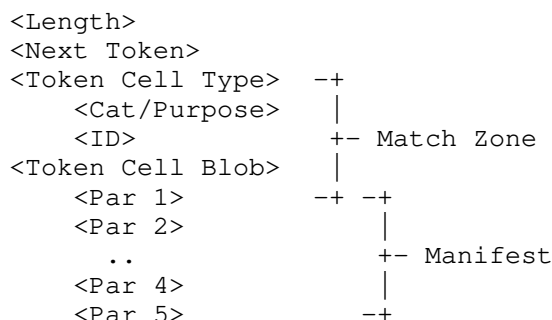 <Length>
<Next Token>
<Token Cell Type>  -+
    <Cat/Purpose>   |
    <ID>            +- Match Zone
<Token Cell Blob>   |
    <Par 1>        -+ -+
    <Par 2>            |
      ..               +- Manifest
    <Par 4>            |
    <Par 5>           -+